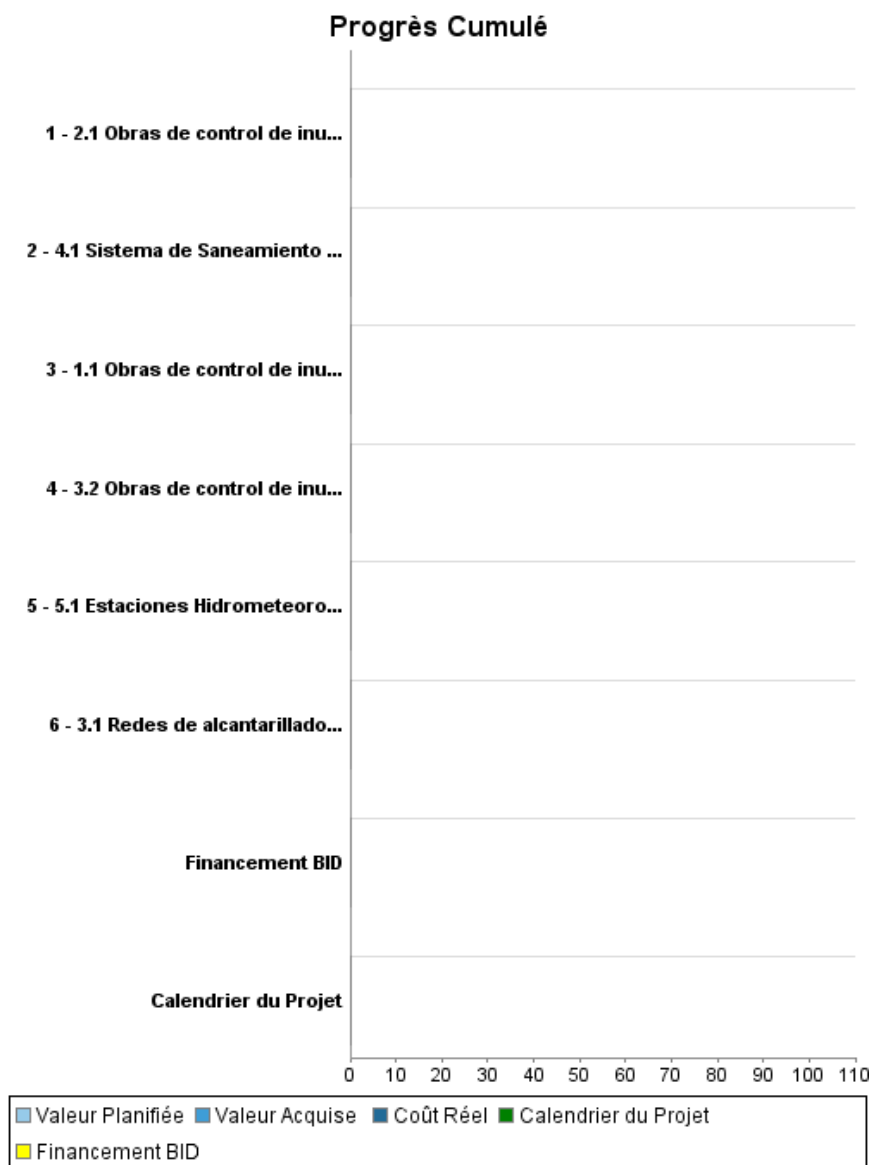 Progrès Cumulé
1 - 2.1 Obras de control de inu...
2 - 4.1 Sistema de Saneamiento ...
3 - 1.1 Obras de control de inu...
4 - 3.2 Obras de control de inu...
5 - 5.1 Estaciones Hidrometeoro...
6 - 3.1 Redes de alcantarillado...
Financement BID
Calendrier du Projet
0 10 20 30 40 50 60 70 80 90 100 110
Valeur Planifiée Valeur Acquise Coût Réel Calendrier du Projet
Financement BID